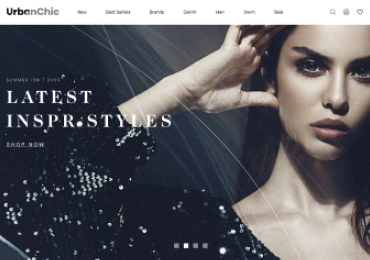 UrbanChic
New Best Sellers Brands Denim Men Swim Sale
SUMMER ISN'T OVER
LATEST
INSPR.STYLES
SHOP NOW